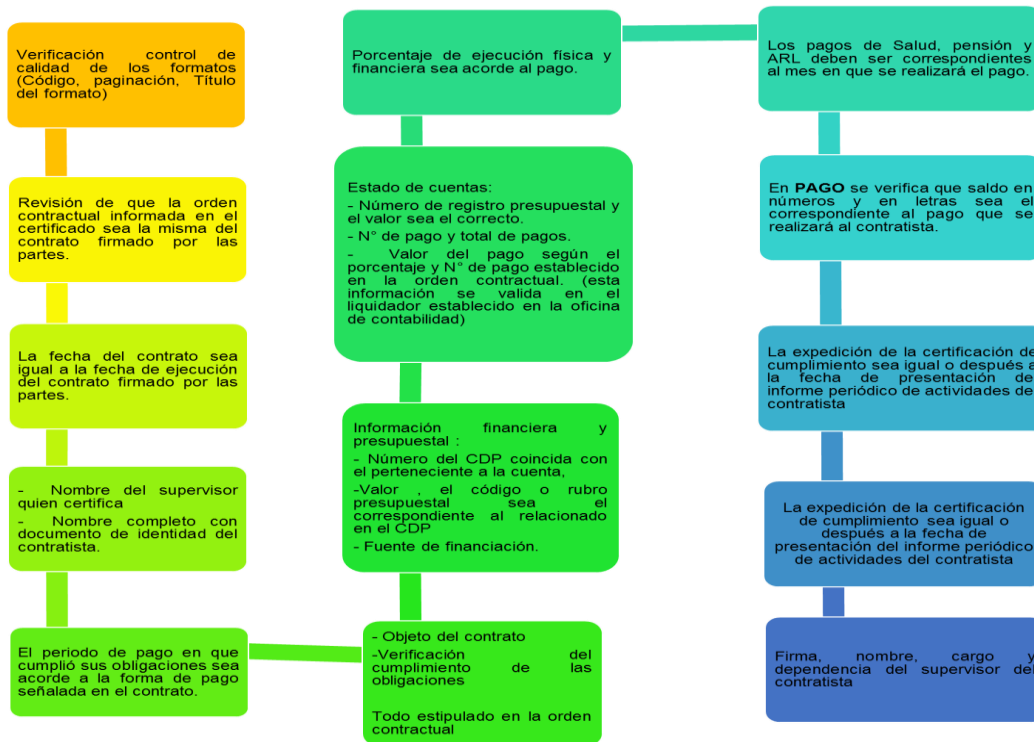 Verificación control de
calidad de los formatos
(Código, paginación, Título
del formato)
Revisión de que la orden
contractual informada en el
certificado sea la misma del
contrato firmado por las
partes.
La fecha del contrato sea
igual a la fecha de ejecución
del contrato firmado por las
partes.
- Nombre del supervisor
quien certifica
- Nombre completo con
documento de identidad del
contratista.
El periodo de pago en que
cumplió sus obligaciones sea
acorde a la forma de pago
señalada en el contrato.
- Objeto del contrato
-Verificación del
cumplimiento de las
obligaciones
Todo estipulado en la orden
contractual
Información financiera y
presupuestal :
- Número del CDP coincida con
el perteneciente a la cuenta,
-Valor , el código o rubro
presupuestal sea el
correspondiente al relacionado
en el CDP
- Fuente de financiación.
Estado de cuentas:
- Número de registro presupuestal y
el valor sea el correcto.
- N° de pago y total de pagos.
- Valor del pago según el
porcentaje y N° de pago establecido
en la orden contractual. (esta
información se valida en el
liquidador establecido en la oficina
de contabilidad)
Porcentaje de ejecución física y
financiera sea acorde al pago.
Los pagos de Salud, pensión y
ARL deben ser correspondientes
al mes en que se realizará el pago.
En PAGO se verifica que saldo en
números y en letras sea el
correspondiente al pago que se
realizará al contratista.
La expedición de la certificación de
cumplimiento sea igual o después a
la fecha de presentación de
informe periódico de actividades de
contratista
La expedición de la certificación
de cumplimiento sea igual o
después a la fecha de
presentación del informe periódico
de actividades del contratista
Firma, nombre, cargo y
dependencia del supervisor del
contratista